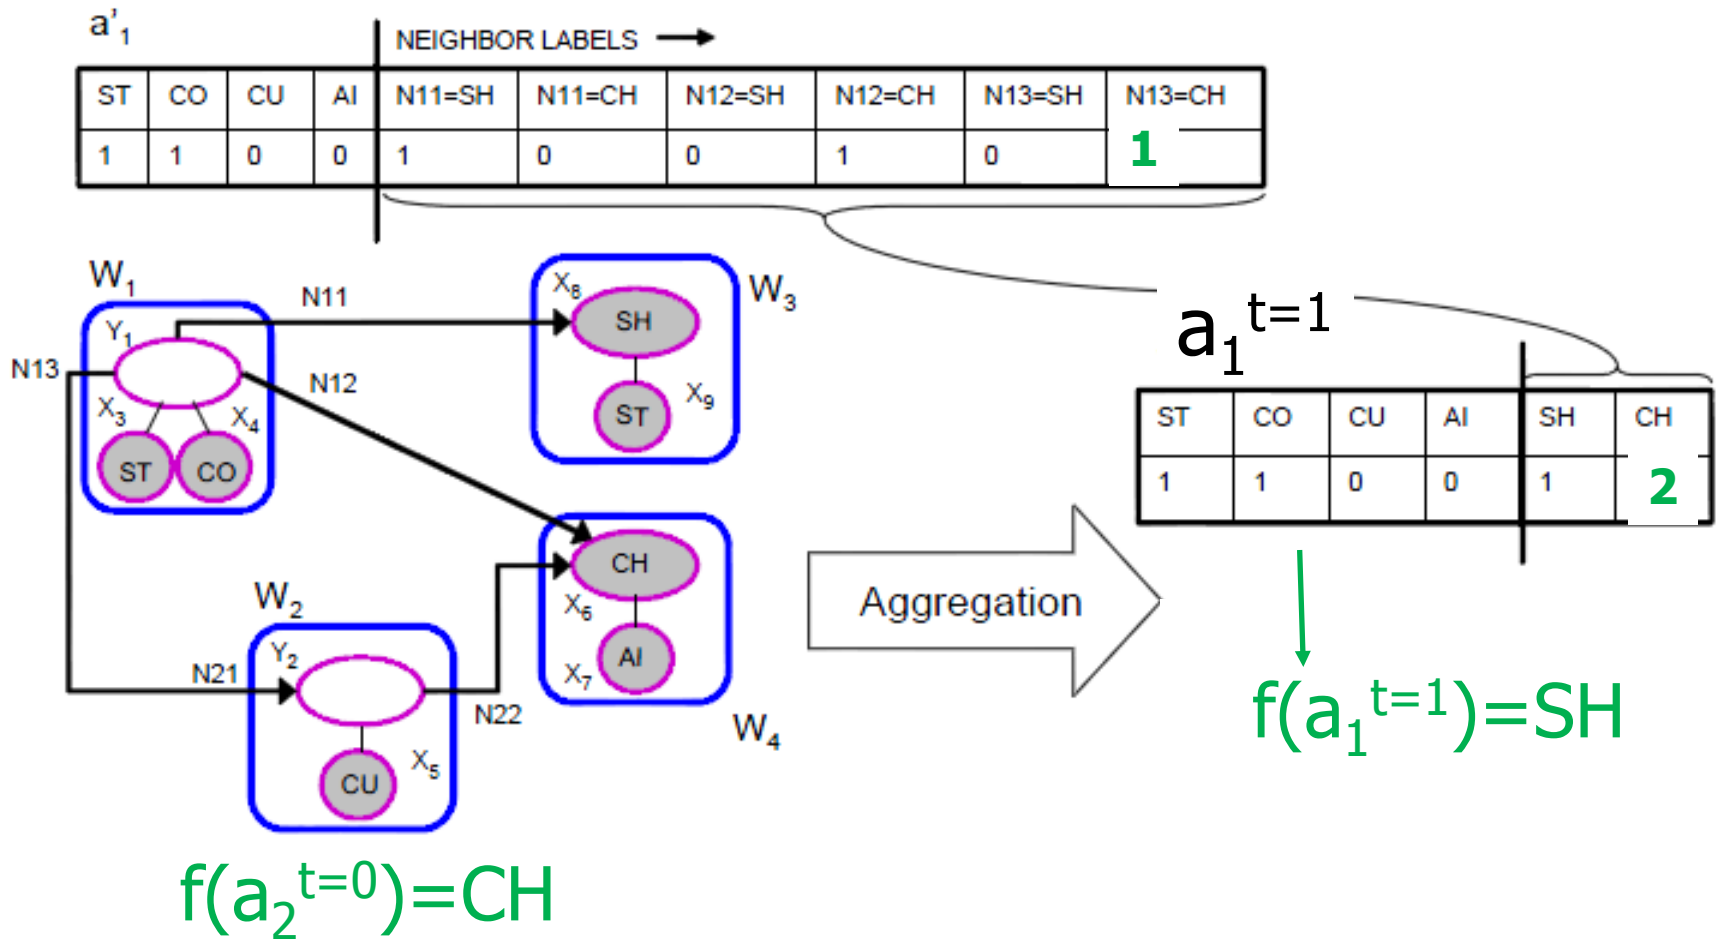 a'₁
NEIGHBOR LABELS
ST CO CU AI N11=SH N11=CH N12=SH N12=CH N13=SH N13=CH
1 1 0 0 1 0 0 1 0 1
W₁
N11
X₈
W₃
Y₁
SH
a₁ᵗ⁼¹
N13
N12
X₃
X₄
X₉
ST
ST CO CU AI SH CH
ST CO
1 1 0 0 1 2
CH
W₂
X₆
Aggregation
Y₂
AI
N21
X₇
N22
W₄
f(a₁ᵗ⁼¹)=SH
X₅
CU
f(a₂ᵗ⁼⁰)=CH